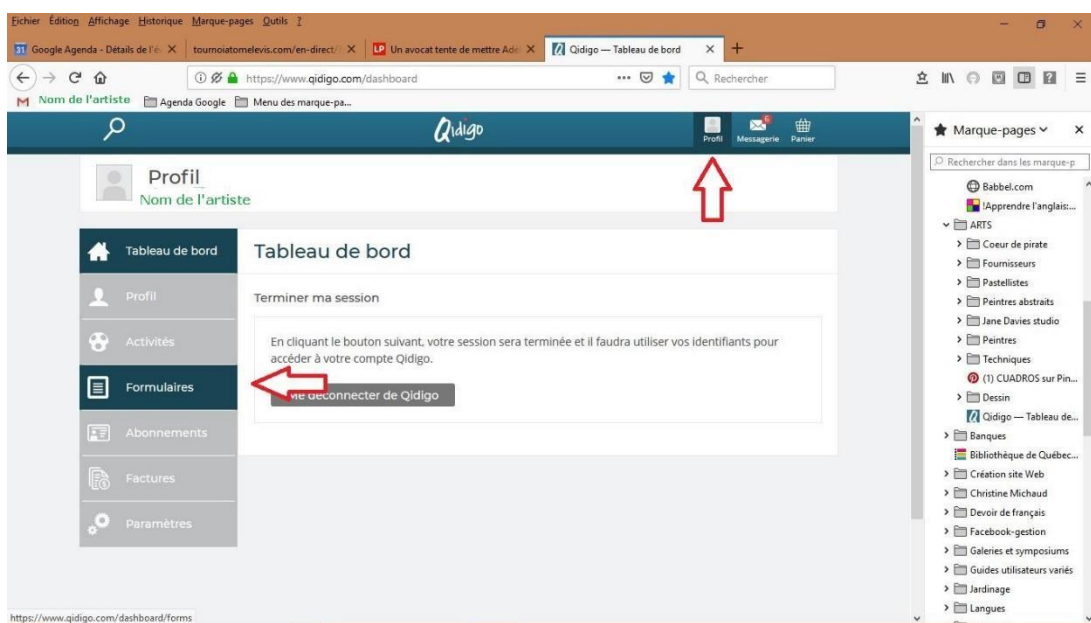 Fichier Édition Affichage Historique Marque-pages Outils ?
31 Google Agenda - Détails de l'é
tournoiatomelevis.com/en-direct/
LP Un avocat tente de mettre Adè
Qidigo — Tableau de bord
https://www.qidigo.com/dashboard
Rechercher
Nom de l'artiste
Agenda Google
Menu des marque-pa...
Qidigo
Profil
6
Messagerie
Panier
Profil
Nom de l'artiste
Tableau de bord
Profil
Activités
Formulaires
Abonnements
Factures
Paramètres
Tableau de bord
Terminer ma session
En cliquant le bouton suivant, votre session sera terminée et il faudra utiliser vos identifiants pour
accéder à votre compte Qidigo.
Me déconnecter de Qidigo
Marque-pages
Rechercher dans les marque-p
Babbel.com
!Apprendre l'anglais:...
ARTS
Coeur de pirate
Fournisseurs
Pastellistes
Peintres abstraits
Jane Davies studio
Peintres
Techniques
(1) CUADROS sur Pin...
Dessin
Qidigo — Tableau de...
Banques
Bibliothèque de Québec...
Création site Web
Christine Michaud
Devoir de français
Facebook-gestion
Galeries et symposiums
Guides utilisateurs variés
Jardinage
Langues
https://www.qidigo.com/dashboard/forms